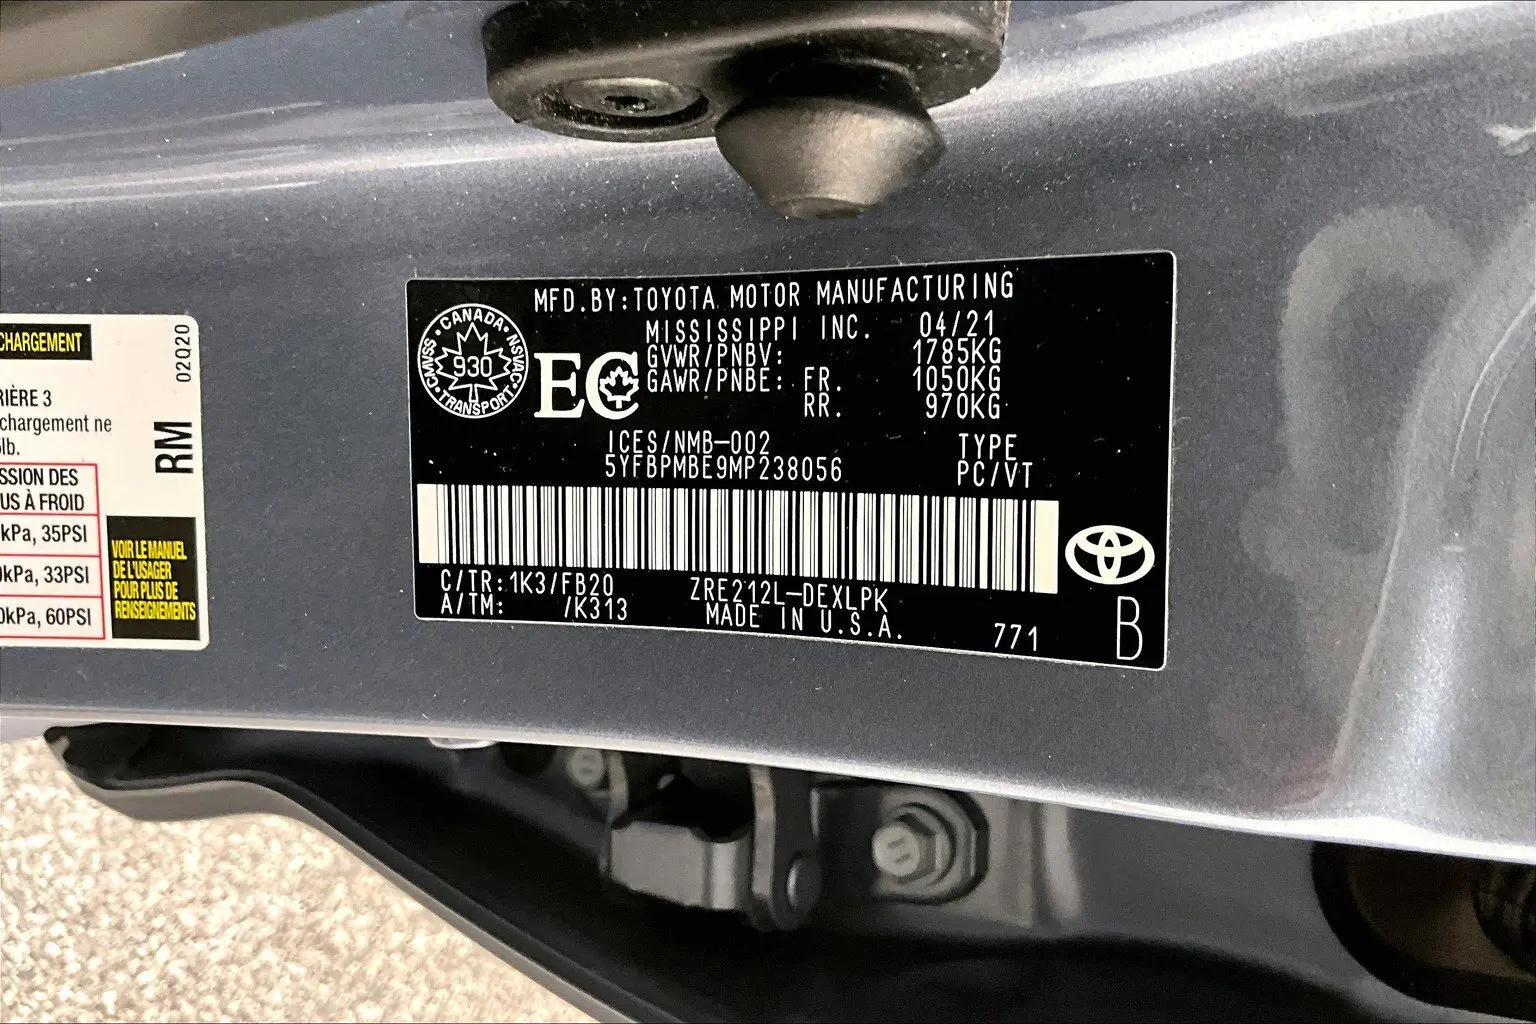 CHARGEMENT
02020
RIÈRE 3
chargement ne
lb.
RM
SSION DES
US À FROID
kPa, 35PSI
kPa, 33PSI
kPa, 60PSI
VOIR LE MANUEL
DE L'USAGER
POUR PLUS DE
RENSEIGNEMENTS
MFD.BY:TOYOTA MOTOR MANUFACTURING
MISSISSIPPI INC. 04/21
GVWR/PNBV: 1785KG
GAWR/PNBE: FR. 1050KG
RR. 970KG
CANADA • NSVAC • TRANSPORT • CMVSS
930
EC
ICES/NMB-002 TYPE
5YFBPMBE9MP238056 PC/VT
C/TR:1K3/FB20 ZRE212L-DEXLPK
A/TM: /K313 MADE IN U.S.A.
771
B